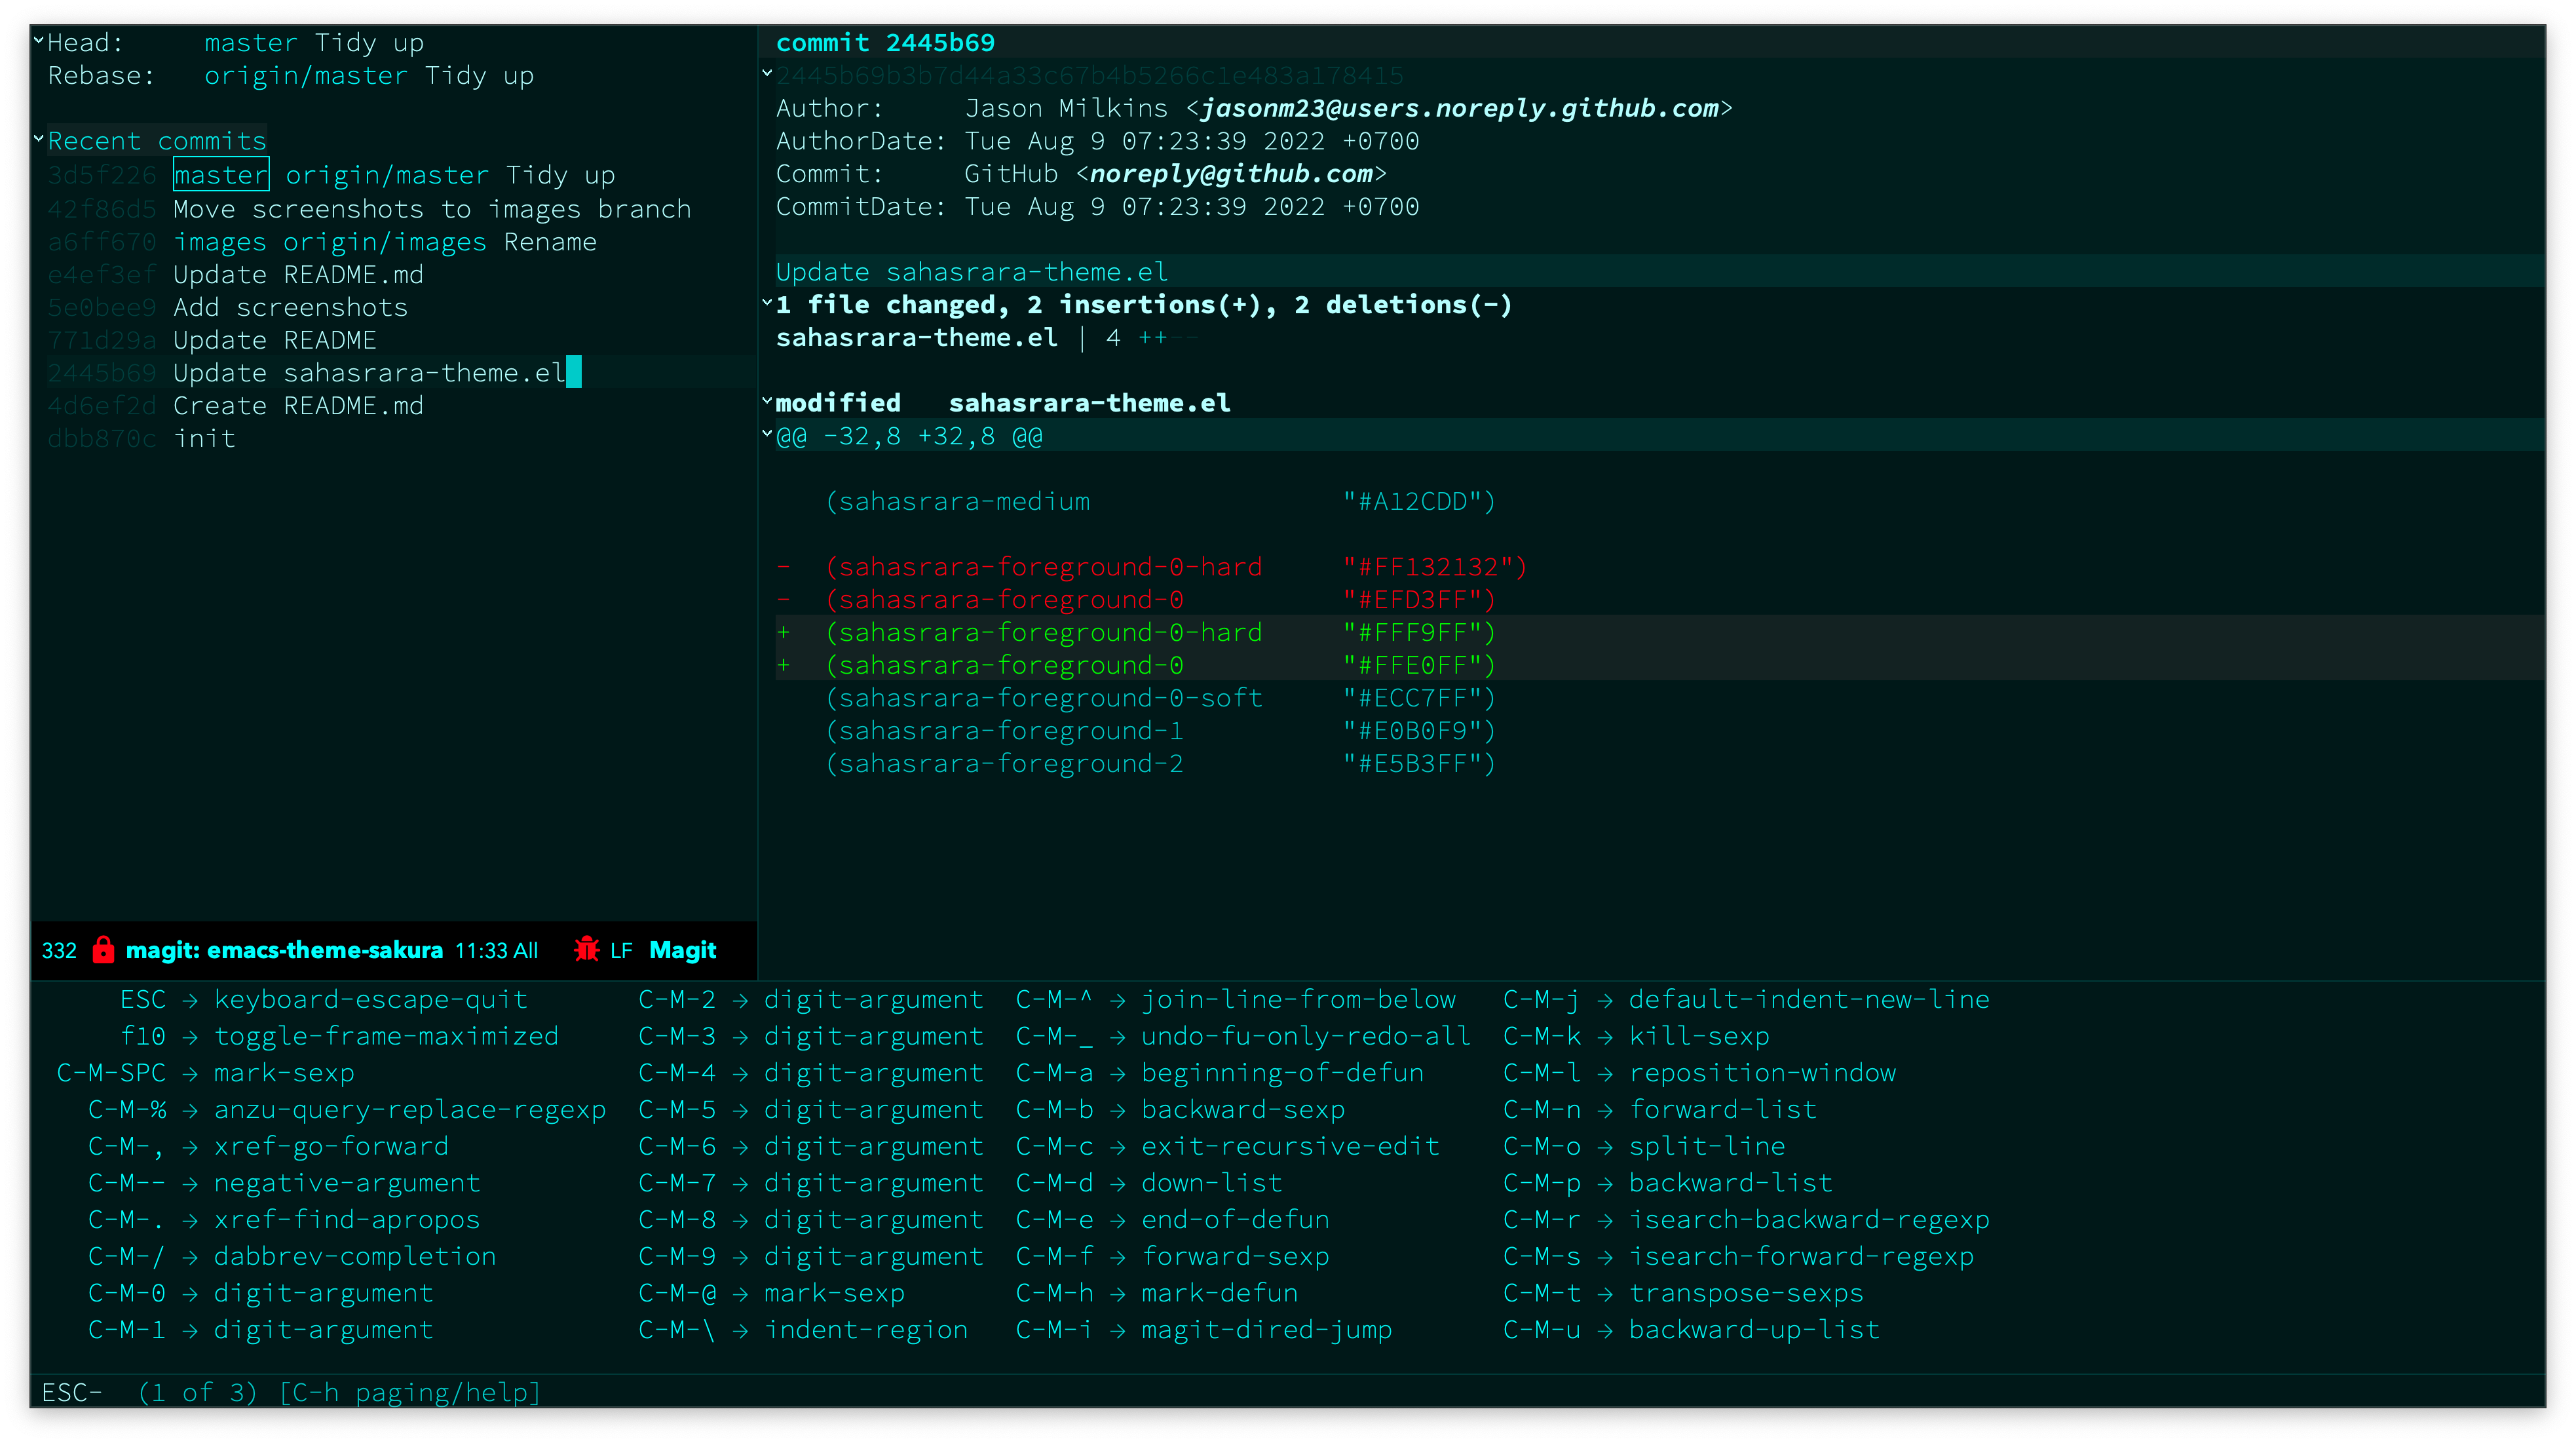 Head:     master Tidy up
Rebase:   origin/master Tidy up
Recent commits
3d5f226 master origin/master Tidy up
42f86d5 Move screenshots to images branch
a6ff670 images origin/images Rename
e4ef3ef Update README.md
5e0bee9 Add screenshots
771d29a Update README
2445b69 Update sahasrara-theme.el
4d6ef2d Create README.md
dbb870c init
332 magit: emacs-theme-sakura 11:33 All LF Magit
commit 2445b69
2445b69b3b7d44a33c67b4b5266c1e483a178415
Author:     Jason Milkins <jasonm23@users.noreply.github.com>
AuthorDate: Tue Aug 9 07:23:39 2022 +0700
Commit:     GitHub <noreply@github.com>
CommitDate: Tue Aug 9 07:23:39 2022 +0700
Update sahasrara-theme.el
1 file changed, 2 insertions(+), 2 deletions(-)
sahasrara-theme.el | 4 ++--
modified   sahasrara-theme.el
@@ -32,8 +32,8 @@
(sahasrara-medium                "#A12CDD")
-  (sahasrara-foreground-0-hard     "#FF132132")
-  (sahasrara-foreground-0          "#EFD3FF")
+  (sahasrara-foreground-0-hard     "#FFF9FF")
+  (sahasrara-foreground-0          "#FFE0FF")
(sahasrara-foreground-0-soft     "#ECC7FF")
(sahasrara-foreground-1          "#E0B0F9")
(sahasrara-foreground-2          "#E5B3FF")
ESC → keyboard-escape-quit C-M-2 → digit-argument C-M-^ → join-line-from-below C-M-j → default-indent-new-line
f10 → toggle-frame-maximized C-M-3 → digit-argument C-M-_ → undo-fu-only-redo-all C-M-k → kill-sexp
C-M-SPC → mark-sexp C-M-4 → digit-argument C-M-a → beginning-of-defun C-M-l → reposition-window
C-M-% → anzu-query-replace-regexp C-M-5 → digit-argument C-M-b → backward-sexp C-M-n → forward-list
C-M-, → xref-go-forward C-M-6 → digit-argument C-M-c → exit-recursive-edit C-M-o → split-line
C-M-- → negative-argument C-M-7 → digit-argument C-M-d → down-list C-M-p → backward-list
C-M-. → xref-find-apropos C-M-8 → digit-argument C-M-e → end-of-defun C-M-r → isearch-backward-regexp
C-M-/ → dabbrev-completion C-M-9 → digit-argument C-M-f → forward-sexp C-M-s → isearch-forward-regexp
C-M-0 → digit-argument C-M-@ → mark-sexp C-M-h → mark-defun C-M-t → transpose-sexps
C-M-1 → digit-argument C-M-\ → indent-region C-M-i → magit-dired-jump C-M-u → backward-up-list
ESC-  (1 of 3) [C-h paging/help]